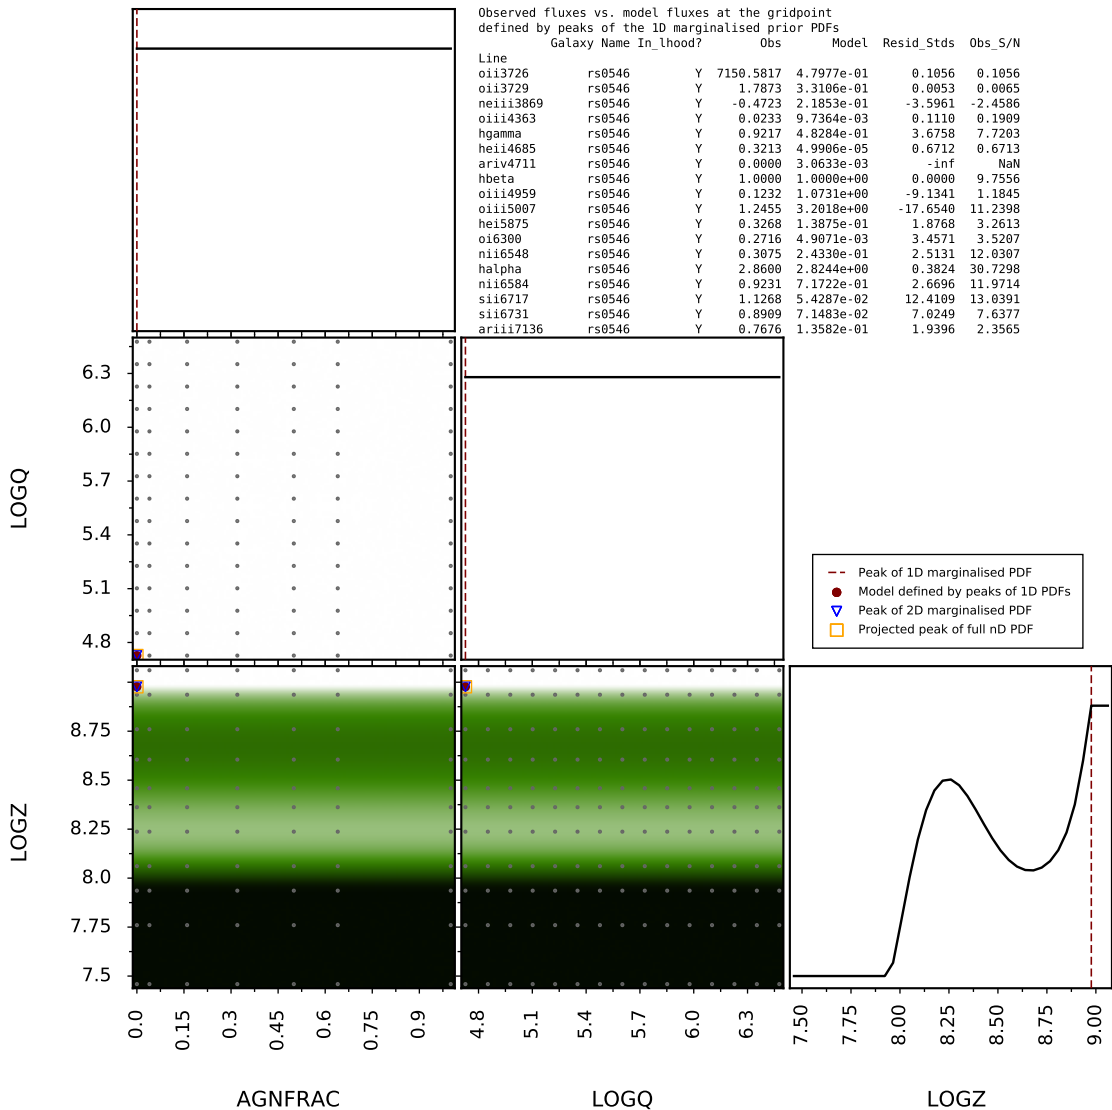 Observed fluxes vs. model fluxes at the gridpoint
defined by peaks of the 1D marginalised prior PDFs
Galaxy Name In_lhood? Obs Model Resid_Stds Obs_S/N
Line
oii3726 rs0546 Y 7150.5817 4.7977e-01 0.1056 0.1056
oii3729 rs0546 Y 1.7873 3.3106e-01 0.0053 0.0065
neiii3869 rs0546 Y -0.4723 2.1853e-01 -3.5961 -2.4586
oiii4363 rs0546 Y 0.0233 9.7364e-03 0.1110 0.1909
hgamma rs0546 Y 0.9217 4.8284e-01 3.6758 7.7203
heii4685 rs0546 Y 0.3213 4.9906e-05 0.6712 0.6713
ariv4711 rs0546 Y 0.0000 3.0633e-03 -inf NaN
hbeta rs0546 Y 1.0000 1.0000e+00 0.0000 9.7556
oiii4959 rs0546 Y 0.1232 1.0731e+00 -9.1341 1.1845
oiii5007 rs0546 Y 1.2455 3.2018e+00 -17.6540 11.2398
hei5875 rs0546 Y 0.3268 1.3875e-01 1.8768 3.2613
oi6300 rs0546 Y 0.2716 4.9071e-03 3.4571 3.5207
nii6548 rs0546 Y 0.3075 2.4330e-01 2.5131 12.0307
halpha rs0546 Y 2.8600 2.8244e+00 0.3824 30.7298
nii6584 rs0546 Y 0.9231 7.1722e-01 2.6696 11.9714
sii6717 rs0546 Y 1.1268 5.4287e-02 12.4109 13.0391
sii6731 rs0546 Y 0.8909 7.1483e-02 7.0249 7.6377
ariii7136 rs0546 Y 0.7676 1.3582e-01 1.9396 2.3565
6.3
6.0
5.7
5.4
5.1
4.8
LOGQ
Peak of 1D marginalised PDF
Model defined by peaks of 1D PDFs
Peak of 2D marginalised PDF
Projected peak of full nD PDF
8.75
8.5
8.25
8.0
7.75
7.5
LOGZ
0.0 0.15 0.3 0.45 0.6 0.75 0.9
4.8 5.1 5.4 5.7 6.0 6.3
7.50 7.75 8.00 8.25 8.50 8.75 9.00
AGNFRAC LOGQ LOGZ